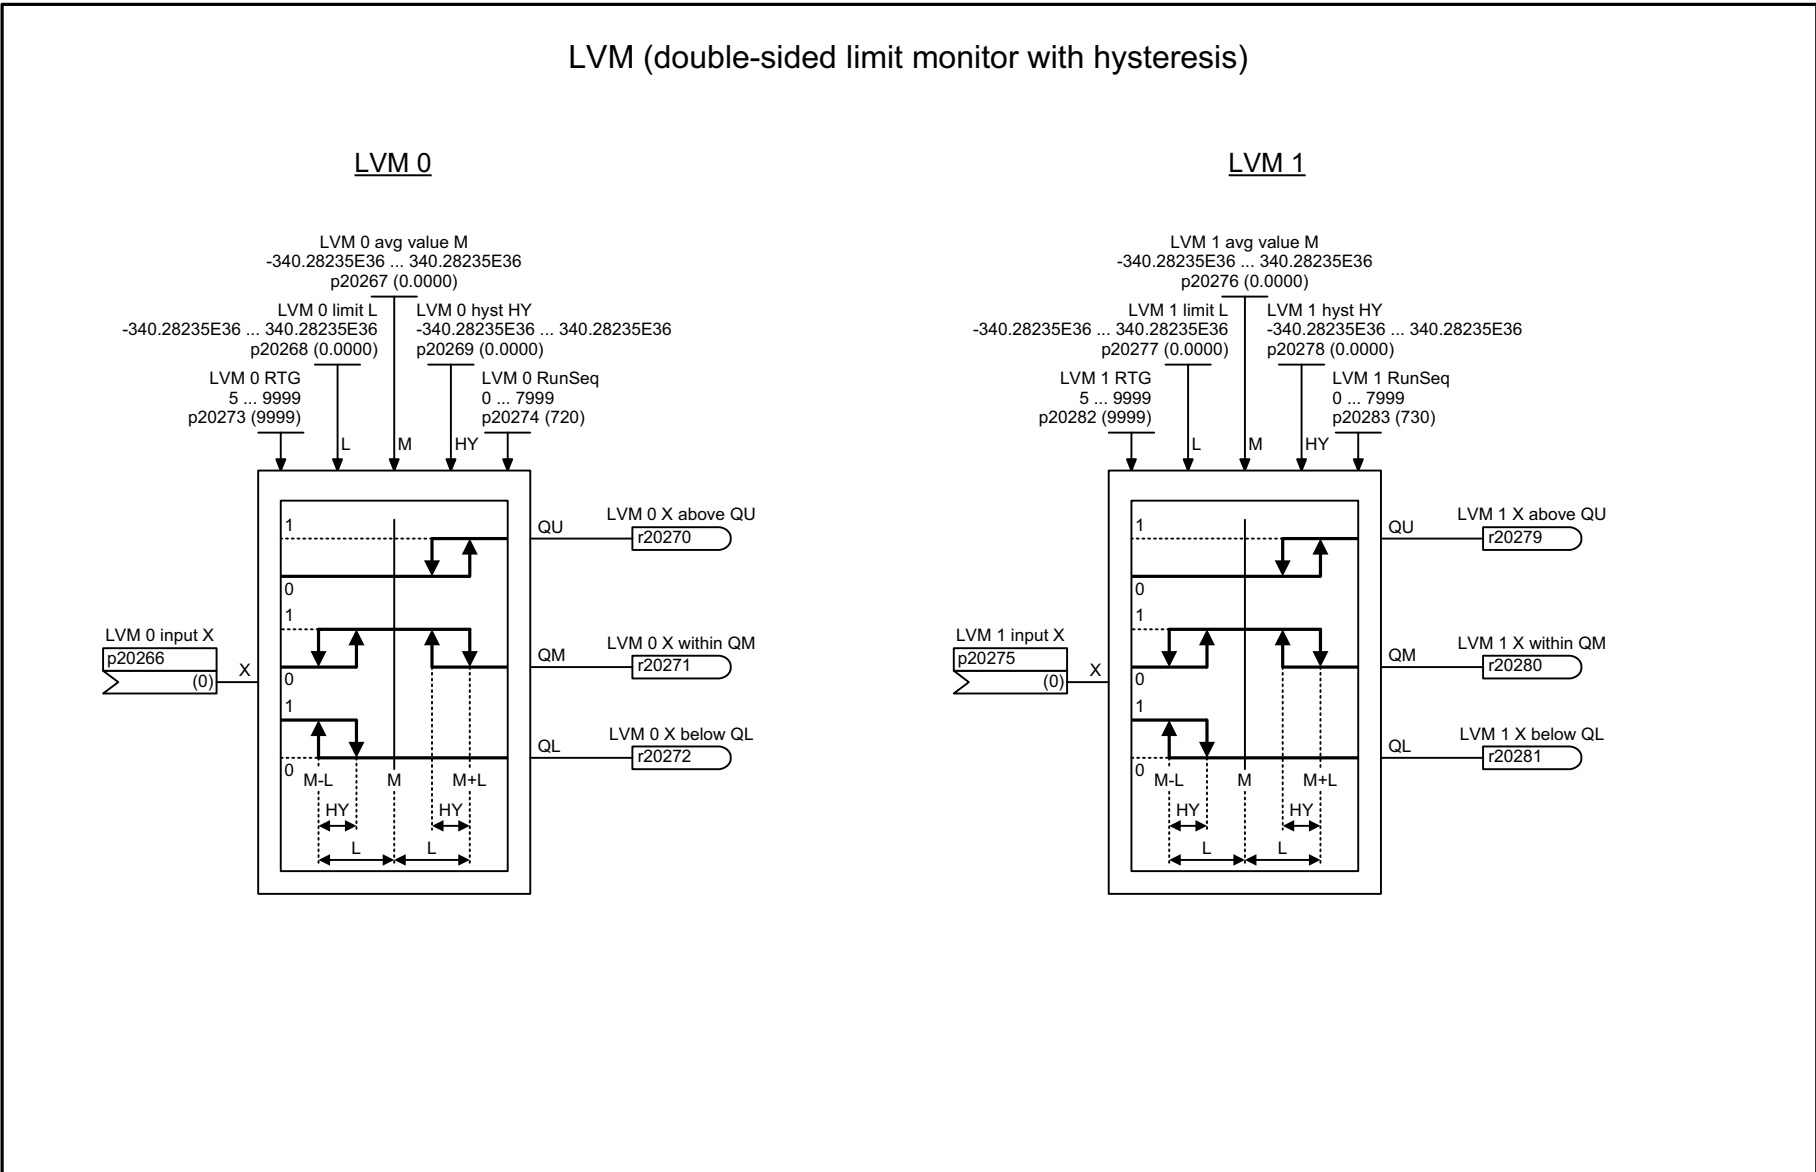 LVM (double-sided limit monitor with hysteresis)
LVM 0
LVM 0 avg value M
-340.28235E36 ... 340.28235E36
p20267 (0.0000)
LVM 0 limit L
-340.28235E36 ... 340.28235E36
p20268 (0.0000)
LVM 0 hyst HY
-340.28235E36 ... 340.28235E36
p20269 (0.0000)
LVM 0 RTG
5 ... 9999
p20273 (9999)
LVM 0 RunSeq
0 ... 7999
p20274 (720)
L
M
HY
LVM 0 input X
p20266
(0)
X
1
0
1
0
1
0
M-L
M
M+L
HY
HY
L
L
QU
LVM 0 X above QU
r20270
QM
LVM 0 X within QM
r20271
QL
LVM 0 X below QL
r20272
LVM 1
LVM 1 avg value M
-340.28235E36 ... 340.28235E36
p20276 (0.0000)
LVM 1 limit L
-340.28235E36 ... 340.28235E36
p20277 (0.0000)
LVM 1 hyst HY
-340.28235E36 ... 340.28235E36
p20278 (0.0000)
LVM 1 RTG
5 ... 9999
p20282 (9999)
LVM 1 RunSeq
0 ... 7999
p20283 (730)
L
M
HY
LVM 1 input X
p20275
(0)
X
1
0
1
0
1
0
M-L
M
M+L
HY
HY
L
L
QU
LVM 1 X above QU
r20279
QM
LVM 1 X within QM
r20280
QL
LVM 1 X below QL
r20281